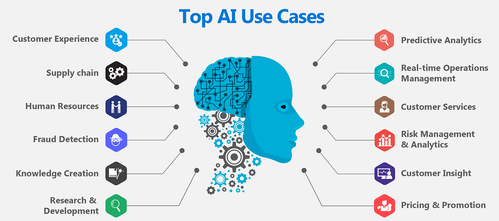 Top AI Use Cases
Customer Experience
Supply chain
Human Resources
Fraud Detection
Knowledge Creation
Research &
Development
Predictive Analytics
Real-time Operations
Management
Customer Services
Risk Management
& Analytics
Customer Insight
Pricing & Promotion